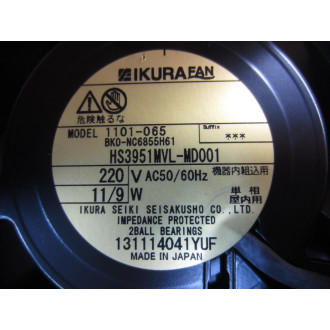 IKURA FAN
危険触るな
MODEL 1101-065
Suffix ***
BKO-NC6855H61
HS3951MVL-MD001
220 V AC50/60Hz 機器内組込用
11/9 W 単相 屋内用
IKURA SEIKI SEISAKUSHO CO.,LTD.
IMPEDANCE PROTECTED
2BALL BEARINGS
131114041YUF
MADE IN JAPAN